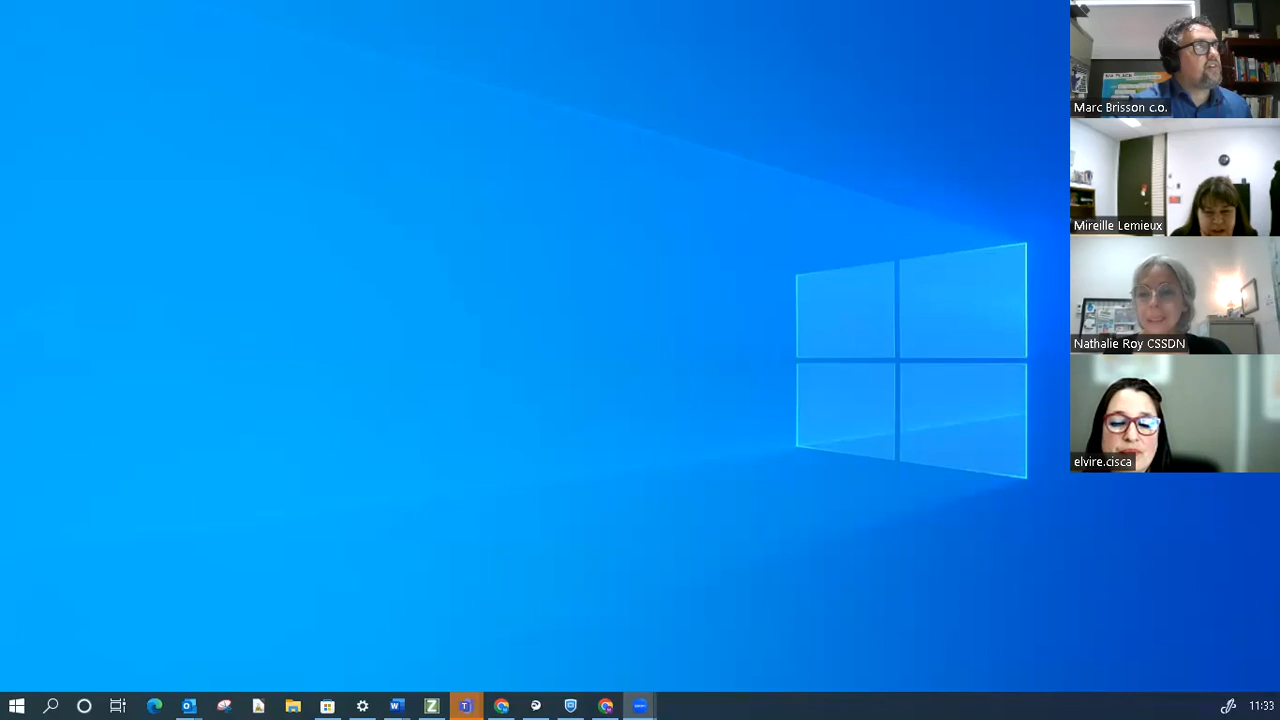 Marc Brisson c.o.
Mireille Lemieux
Nathalie Roy CSSDN
elvire.cisca
11:33